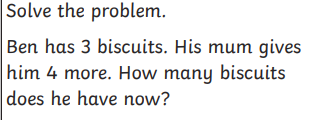 Solve the problem.
Ben has 3 biscuits. His mum gives
him 4 more. How many biscuits
does he have now?